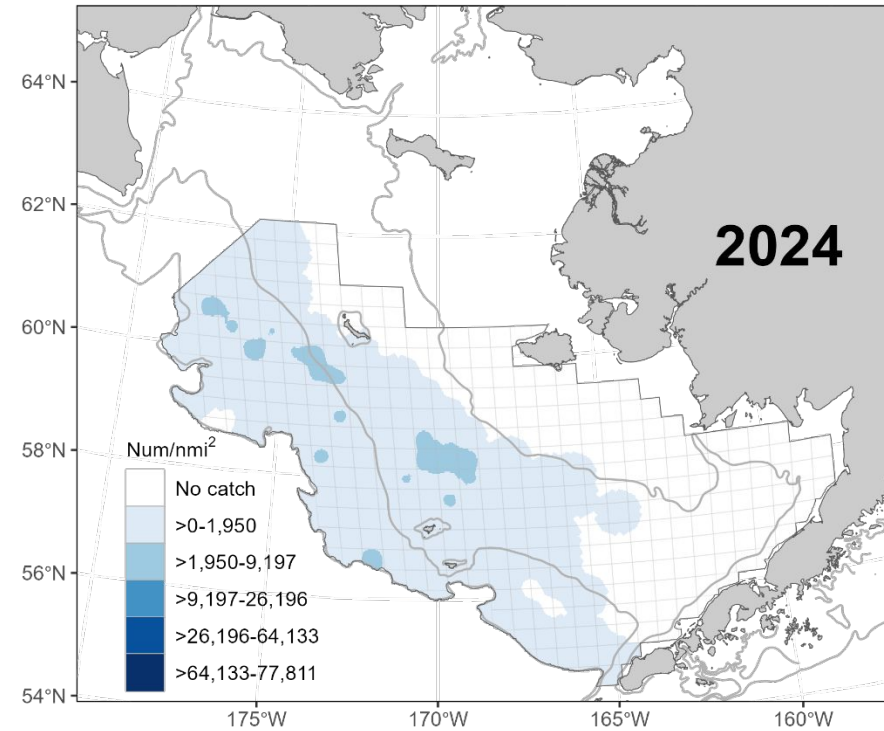 64°N
62°N
2024
60°N
58°N
Num/nmi²
No catch
>0-1,950
>1,950-9,197
56°N
>9,197-26,196
>26,196-64,133
>64,133-77,811
54°N
175°W 170°W 165°W 160°W